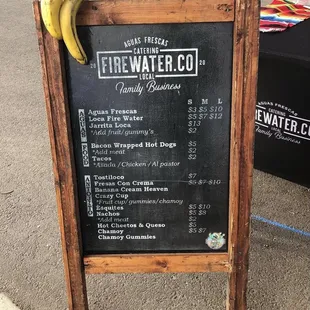 AGUAS FRESCAS
CATERING
20 FIREWATER.CO 20
LOCAL
Family Business
S M L
Aguas Frescas $3 $5 $10
Loca Fire Water $5 $7 $12
Jarrita Loca $13
*Add fruit/gummy's $2
Bacon Wrapped Hot Dogs $5
*Add meat $2
Tacos $2
*Asada / Chicken / Al pastor
Tostiloco $7
Fresas Con Crema $5 $7 $10
Banana Cream Heaven
Crazy Cup
*Fruit cup/gummies/chamoy
Esquites $5 $10
Nachos $5 $8
*Add meat $2
Hot Cheetos & Queso $5
Chamoy $5 $7
Chamoy Gummies
AGUAS FRESCAS
CATERING
FIREWATER.CO
LOCAL
Family Business